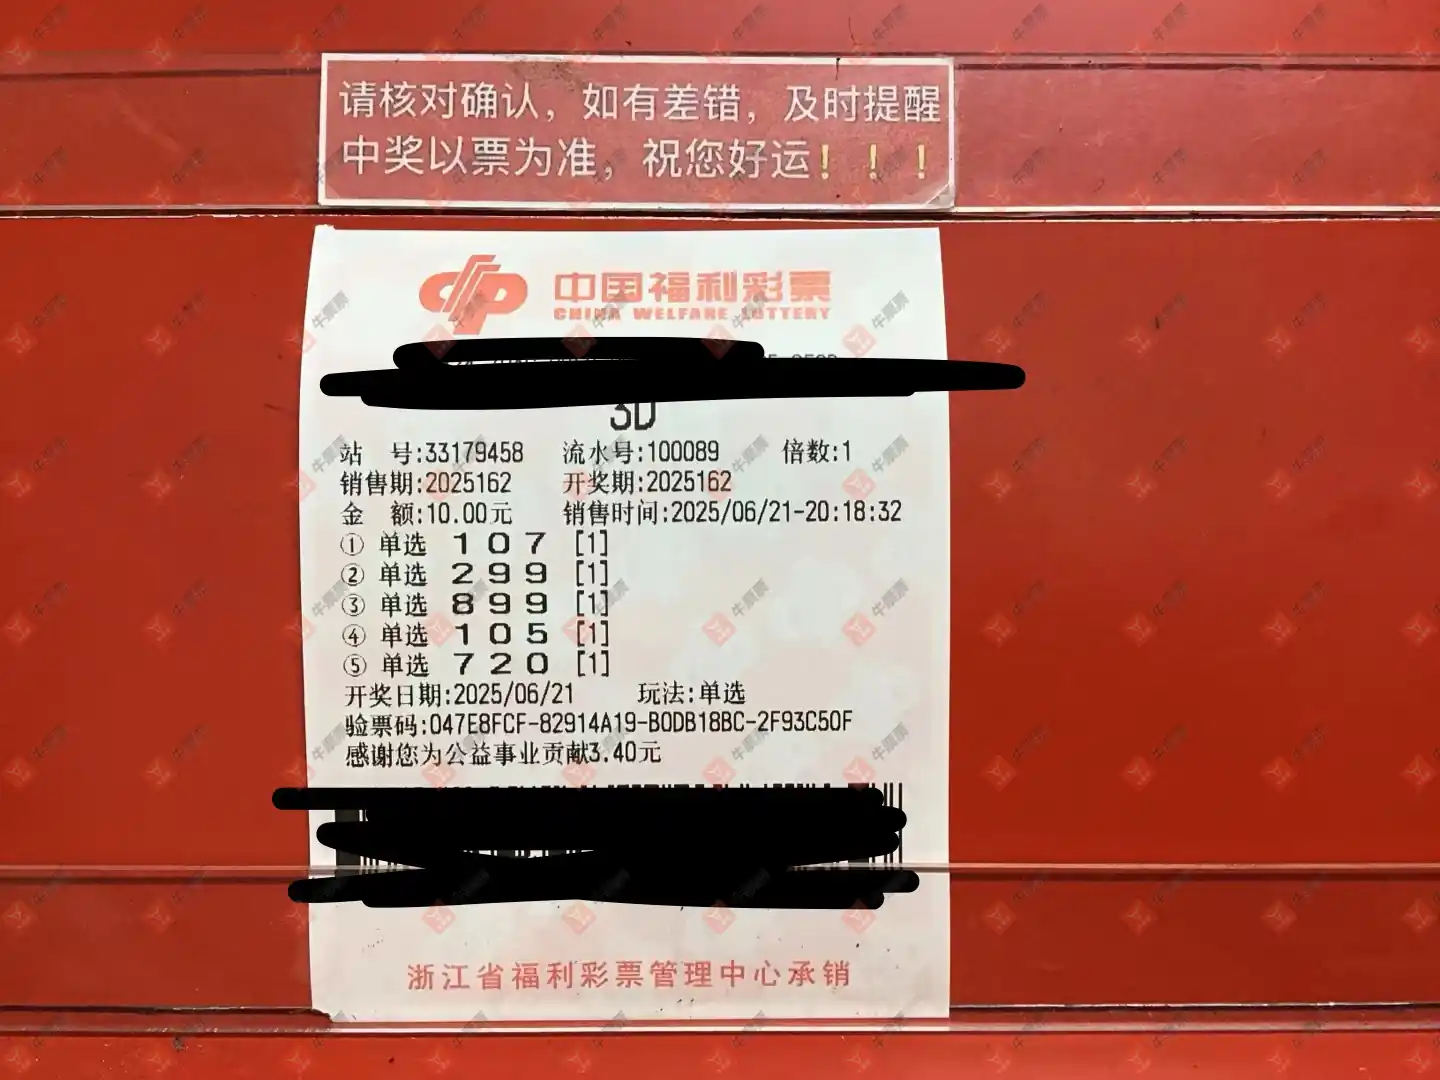 请核对确认，如有差错，及时提醒
中奖以票为准，祝您好运！！！
中国福利彩票
CHINA WELFARE LOTTERY
3D
站 号:33179458 流水号:100089 倍数:1
销售期:2025162 开奖期:2025162
金 额:10.00元 销售时间:2025/06/21-20:18:32
① 单选 1 0 7 [1]
② 单选 2 9 9 [1]
③ 单选 8 9 9 [1]
④ 单选 1 0 5 [1]
⑤ 单选 7 2 0 [1]
开奖日期:2025/06/21 玩法:单选
验票码:047E8FCF-82914A19-B0DB18BC-2F93C50F
感谢您为公益事业贡献3.40元
浙江省福利彩票管理中心承销
牛票票